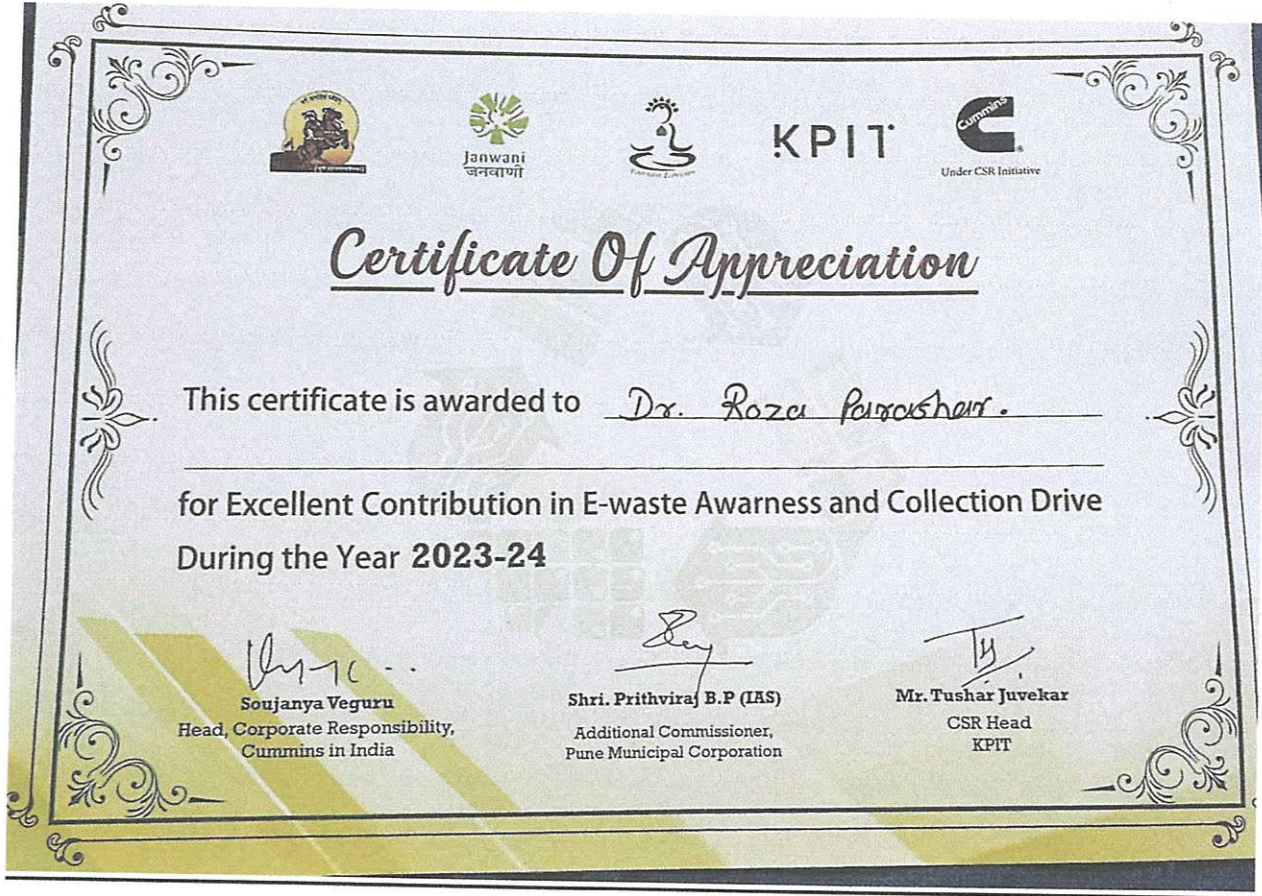 Janwani
जनवाणी
KPIT
Cummins
Under CSR Initiative
Certificate Of Appreciation
This certificate is awarded to Dr. Roza Parashar.
for Excellent Contribution in E-waste Awarness and Collection Drive
During the Year 2023-24
Soujanya Veguru
Head, Corporate Responsibility,
Cummins in India
Shri. Prithviraj B.P (IAS)
Additional Commissioner,
Pune Municipal Corporation
Mr. Tushar Juvekar
CSR Head
KPIT